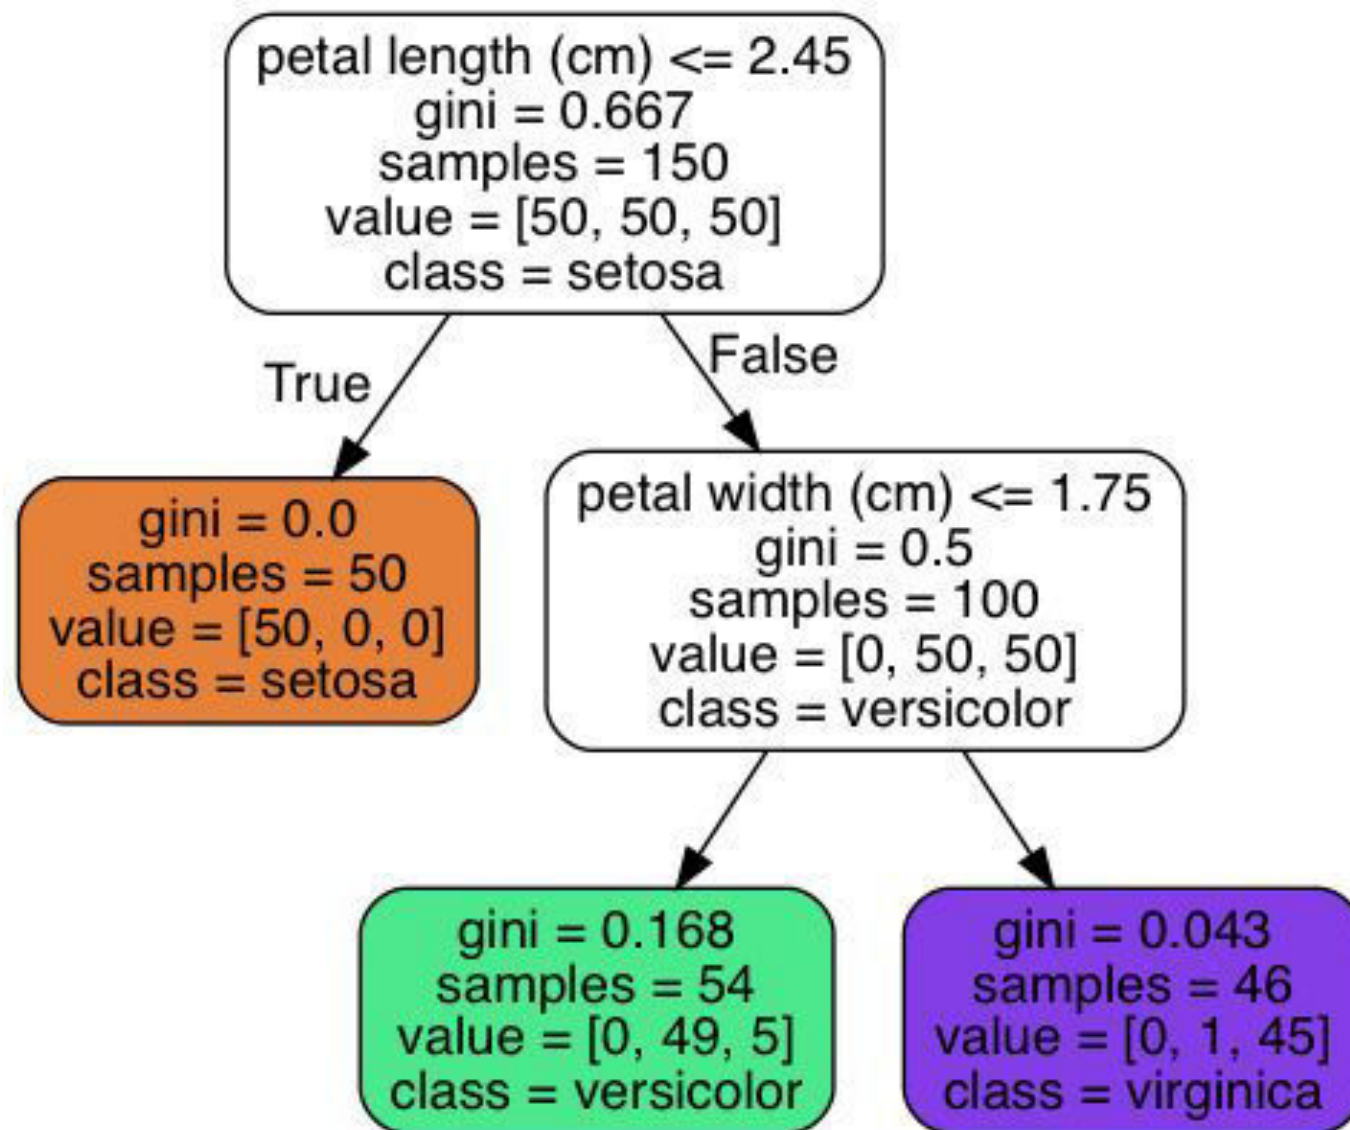 petal length (cm) <= 2.45
gini = 0.667
samples = 150
value = [50, 50, 50]
class = setosa
True
False
gini = 0.0
samples = 50
value = [50, 0, 0]
class = setosa
petal width (cm) <= 1.75
gini = 0.5
samples = 100
value = [0, 50, 50]
class = versicolor
gini = 0.168
samples = 54
value = [0, 49, 5]
class = versicolor
gini = 0.043
samples = 46
value = [0, 1, 45]
class = virginica